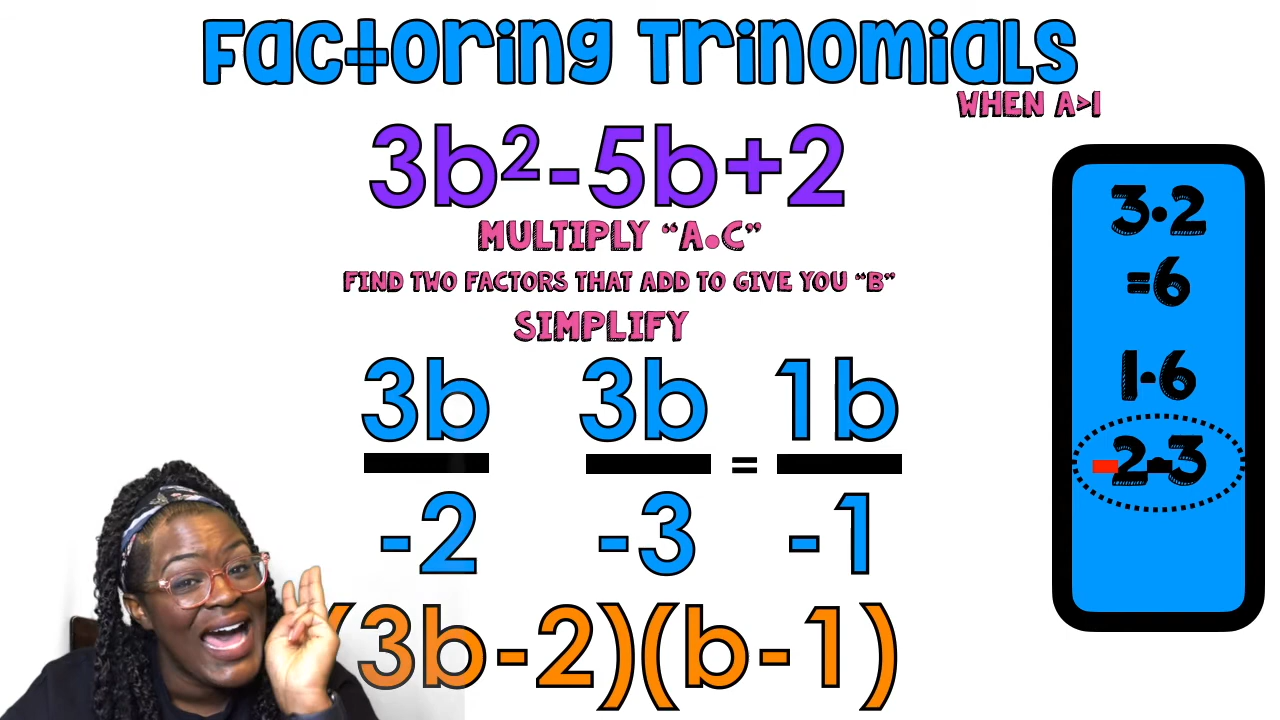 Factoring Trinomials
WHEN A>1
3b²-5b+2
MULTIPLY “A•C”
FIND TWO FACTORS THAT ADD TO GIVE YOU “B”
SIMPLIFY
3b 3b = 1b
-2 -3 -1
(3b-2)(b-1)
3•2
=6
1•6
-2•-3